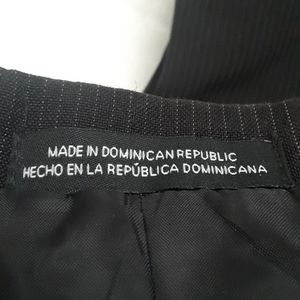 MADE IN DOMINICAN REPUBLIC
HECHO EN LA REPÚBLICA DOMINICANA